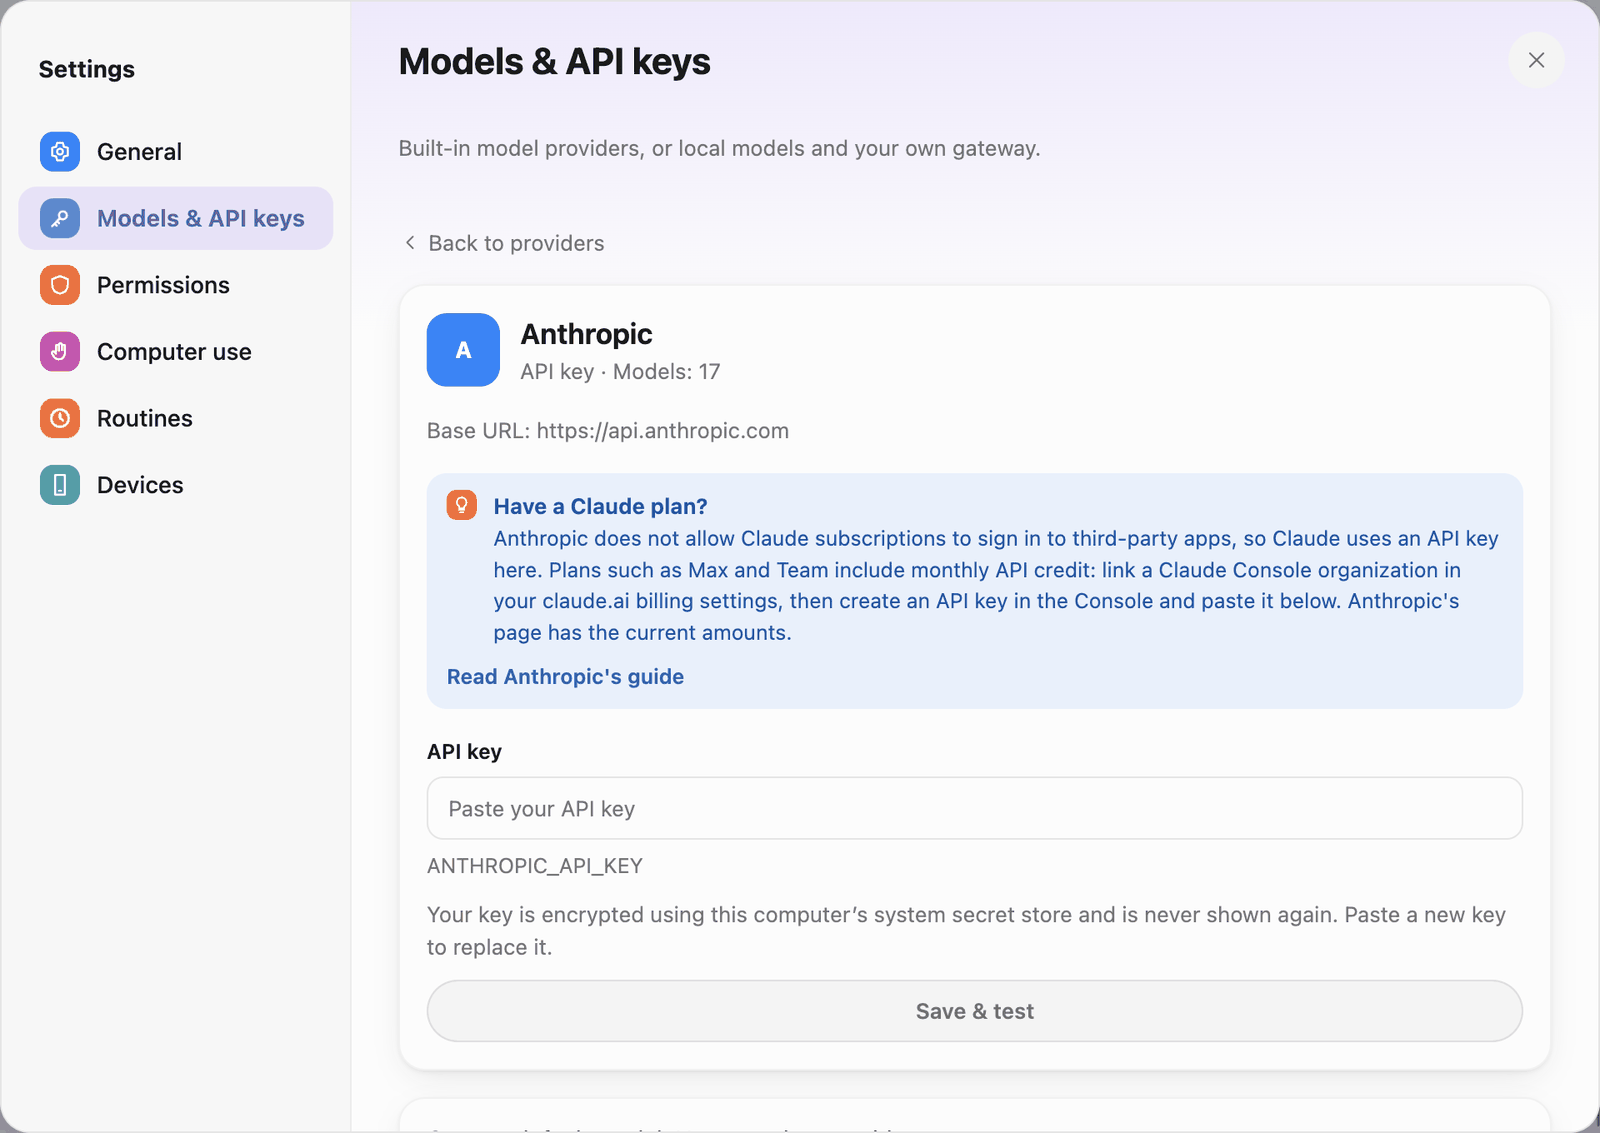 Settings
General
Models & API keys
Permissions
Computer use
Routines
Devices
Models & API keys
Built-in model providers, or local models and your own gateway.
Back to providers
A
Anthropic
API key · Models: 17
Base URL: https://api.anthropic.com
Have a Claude plan?
Anthropic does not allow Claude subscriptions to sign in to third-party apps, so Claude uses an API key
here. Plans such as Max and Team include monthly API credit: link a Claude Console organization in
your claude.ai billing settings, then create an API key in the Console and paste it below. Anthropic's
page has the current amounts.
Read Anthropic's guide
API key
Paste your API key
ANTHROPIC_API_KEY
Your key is encrypted using this computer’s system secret store and is never shown again. Paste a new key
to replace it.
Save & test